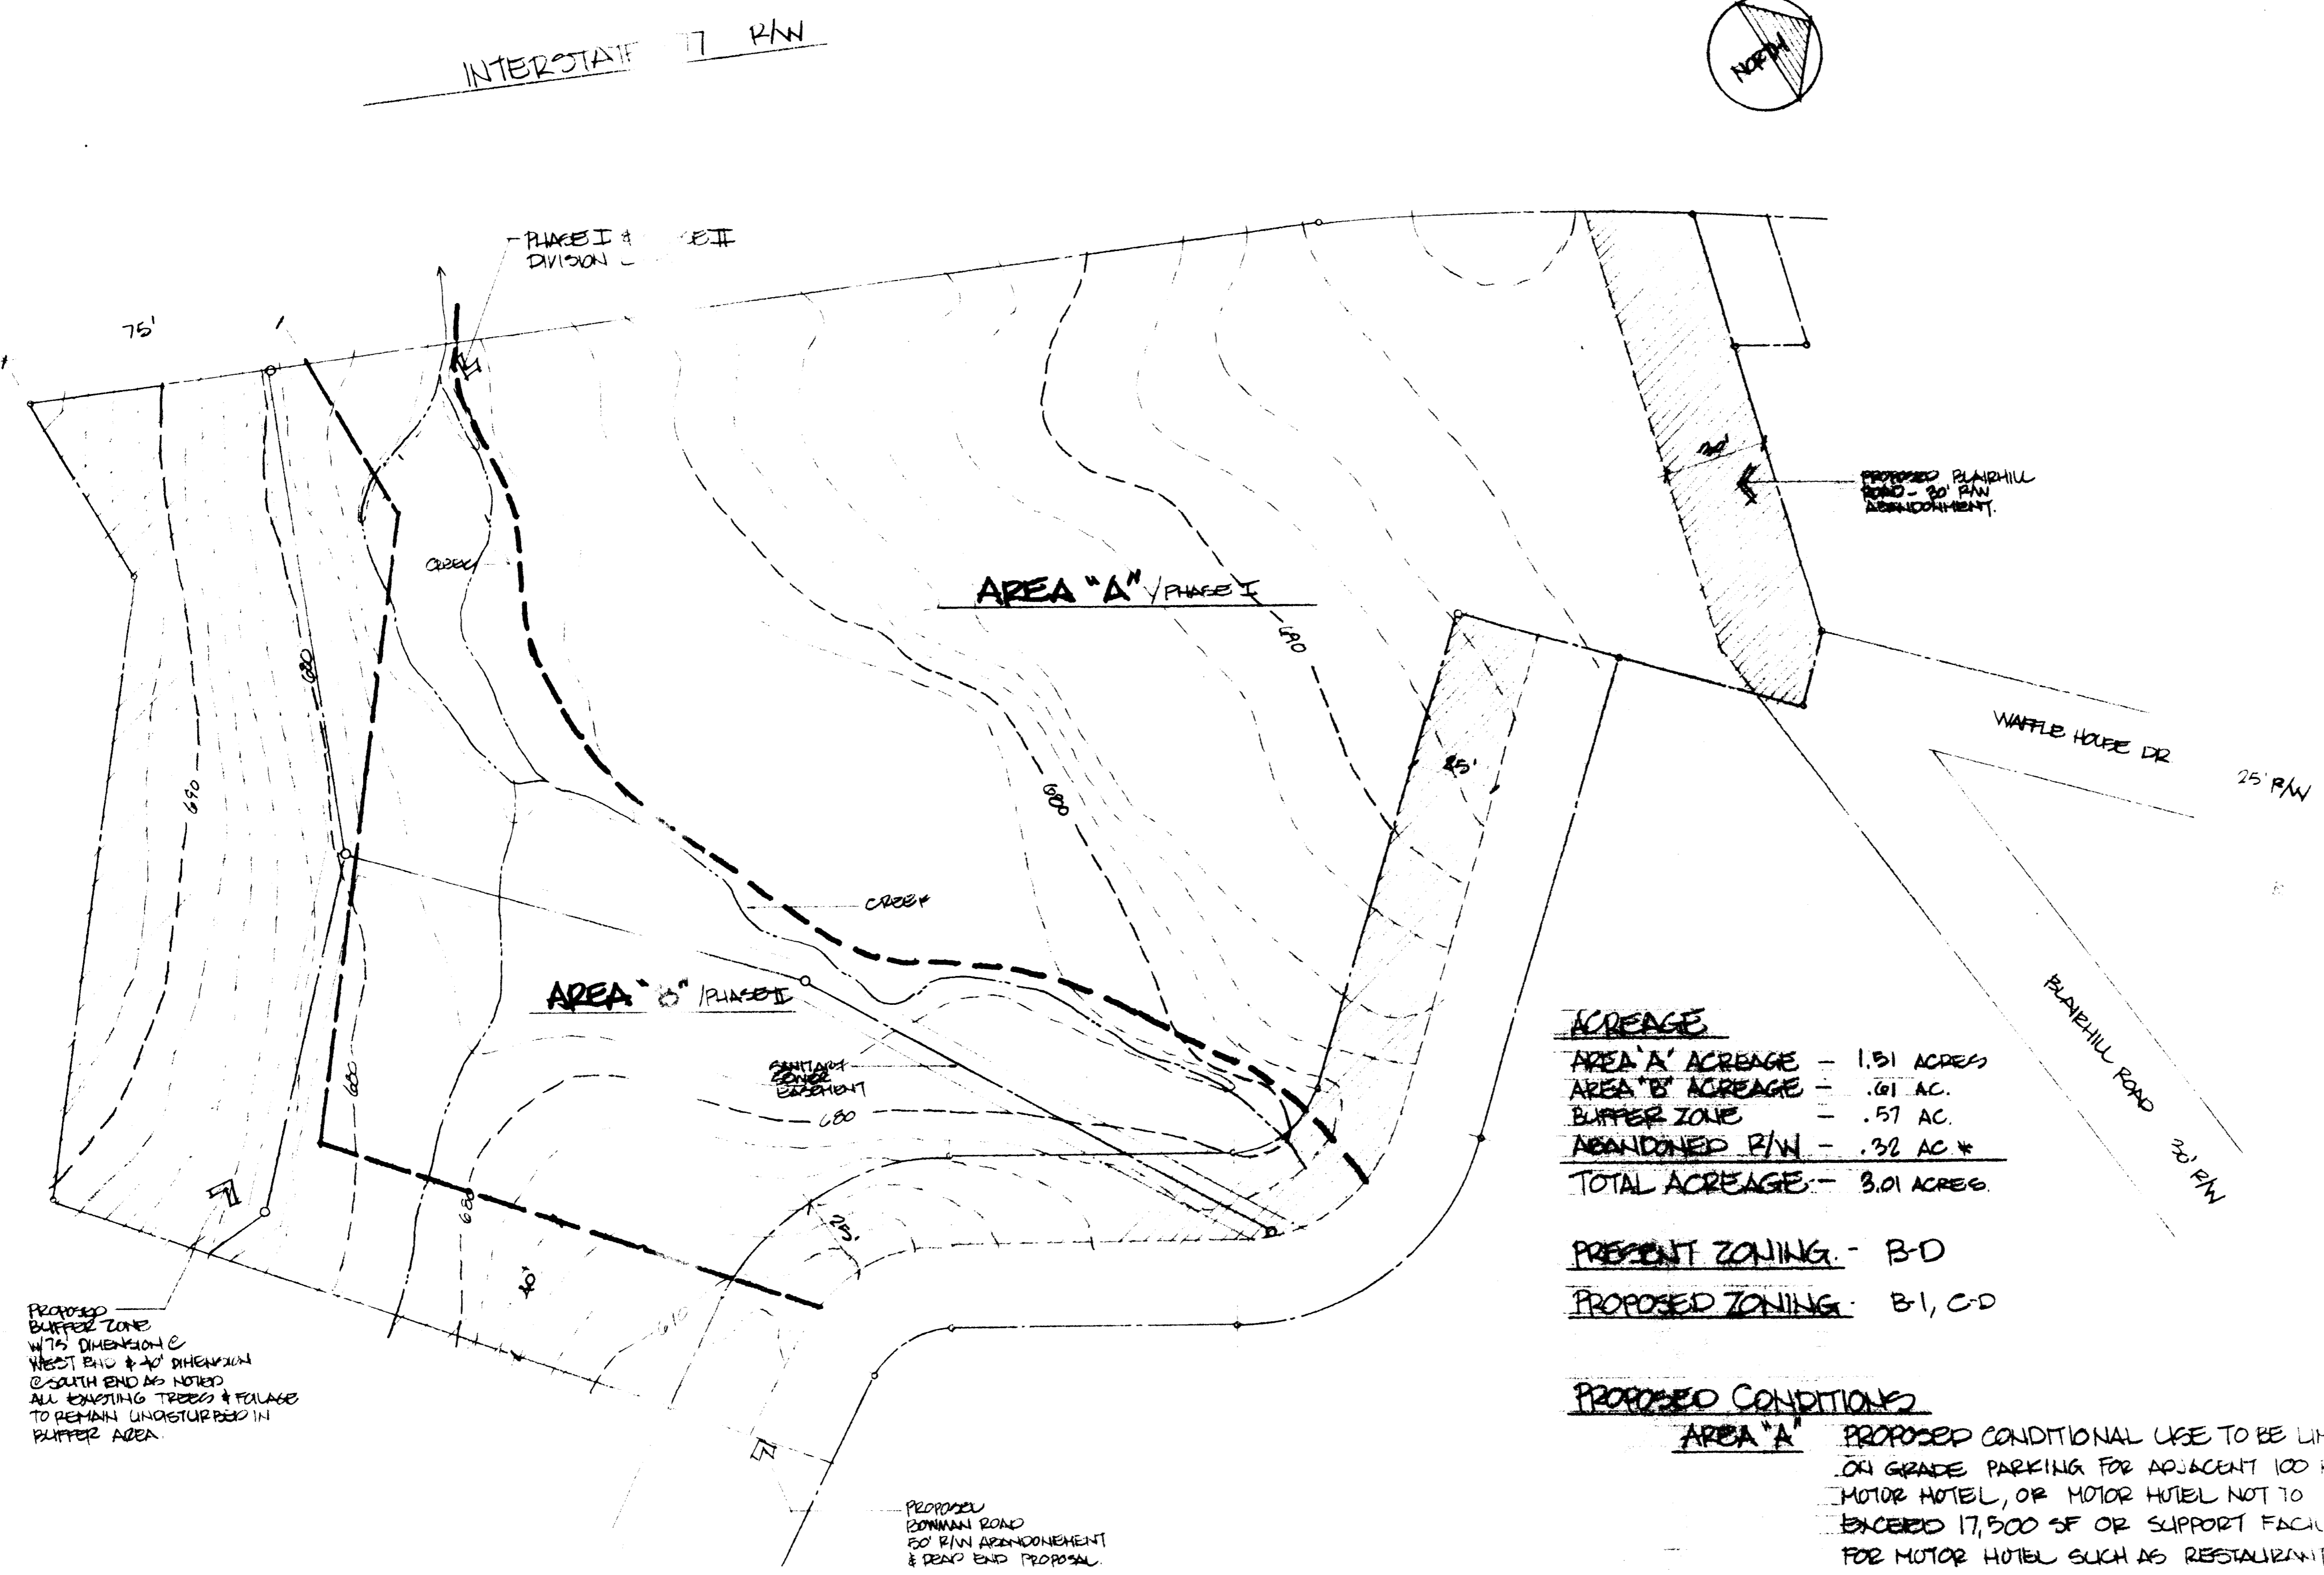 INTERSTATE 77 R/W
NORTH
PHASE I &
DIVISION
75'
CREEK
680
690
AREA "A" / PHASE I
690
30'
PROPOSED BLAIRHILL
ROAD - 30' R/W
ABANDONMENT.
WAFFLE HOUSE DR
25' R/W
BLAIRHILL ROAD
30' R/W
25'
680
CREEK
AREA "B" / PHASE II
SANITARY
SEWER
EASEMENT
680
680
680
25'
40'
PROPOSED
BUFFER ZONE
W/75' DIMENSION @
WEST END & 40' DIMENSION
@ SOUTH END AS NOTED
ALL EXISTING TREES & FOLIAGE
TO REMAIN UNDISTURBED IN
BUFFER AREA.
PROPOSED
BOWMAN ROAD
50' R/W ABANDONEMENT
& DEAD END PROPOSAL.
ACREAGE
AREA 'A' ACREAGE - 1.51 ACRES
AREA "B" ACREAGE - .61 AC.
BUFFER ZONE - .57 AC.
ABANDONED R/W - .32 AC *
TOTAL ACREAGE - 3.01 ACRES.
PRESENT ZONING - B-D
PROPOSED ZONING - B-1, C-D
PROPOSED CONDITIONS
AREA "A" PROPOSED CONDITIONAL USE TO BE
ON GRADE PARKING FOR ADJACENT 100
MOTOR HOTEL, OR MOTOR HOTEL NOT TO
EXCEED 17,500 SF OR SUPPORT
FOR MOTOR HOTEL SUCH AS RESTAURANT